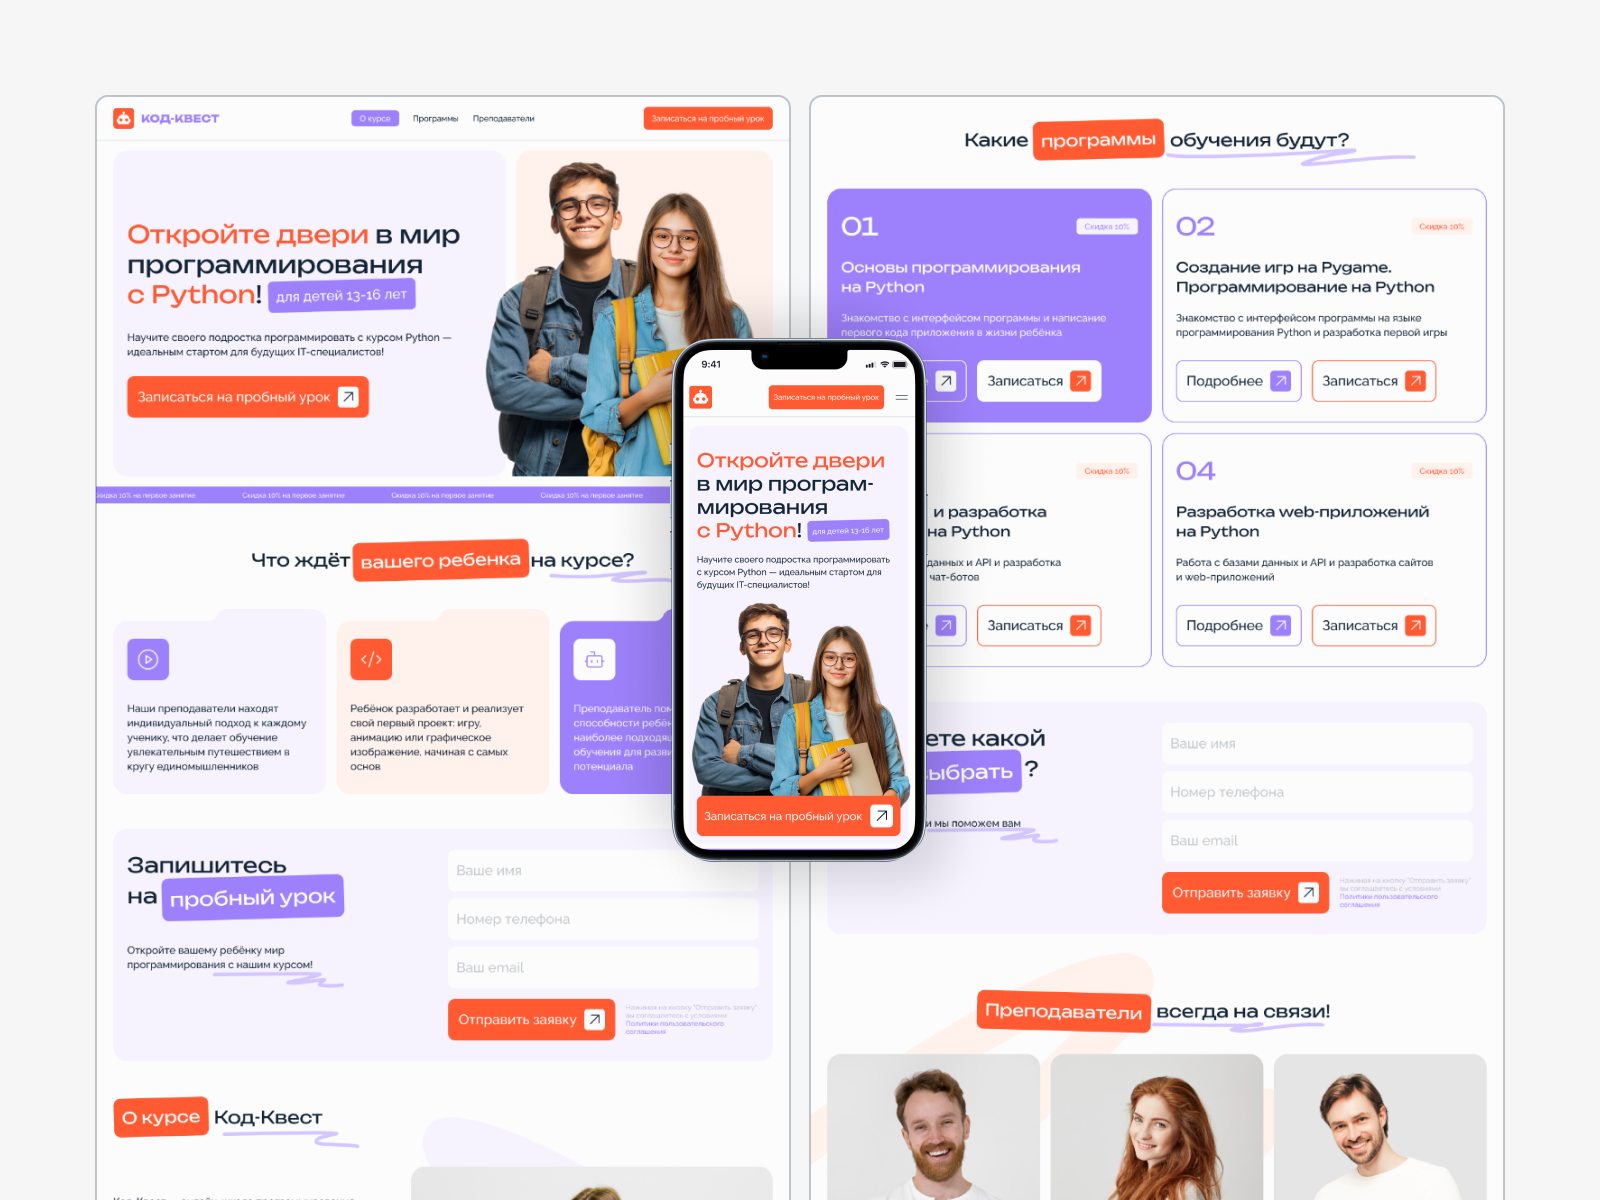 КОД-КВЕСТ
О курсе
Программы
Преподаватели
Записаться на пробный урок
Откройте двери в мир
программирования
с Python! для детей 13-16 лет
Научите своего подростка программировать с курсом Python —
идеальным стартом для будущих IT-специалистов!
Записаться на пробный урок
Скидка 10% на первое занятие
Скидка 10% на первое занятие
Скидка 10% на первое занятие
Скидка 10% на первое занятие
Что ждёт вашего ребенка на курсе?
Наши преподаватели находят
индивидуальный подход к каждому
ученику, что делает обучение
увлекательным путешествием в
кругу единомышленников
Ребёнок разработает и реализует
свой первый проект: игру,
анимацию или графическое
изображение, начиная с самых
основ
Преподаватель
способности
наиболее
обучения для
потенциала
Запишитесь
на пробный урок
Откройте вашему ребёнку мир
программирования с нашим курсом!
Ваше имя
Номер телефона
Ваш email
Отправить заявку
Нажимая на кнопку "Отправить заявку"
вы соглашаетесь с условиями
Политики пользовательского
соглашения
О курсе Код-Квест
9:41
Записаться на пробный урок
Откройте двери
в мир програм-
мирования
с Python! для детей 13-16 лет
Научите своего подростка программировать
с курсом Python — идеальным стартом для
будущих IT-специалистов!
Записаться на пробный урок
Какие программы обучения будут?
01
Скидка 10%
Основы программирования
на Python
Знакомство с интерфейсом программы и написание
первого кода приложения в жизни ребёнка
Записаться
02
Скидка 10%
Создание игр на Pygame.
Программирование на Python
Знакомство с интерфейсом программы на языке
программирования Python и разработка первой игры
Подробнее
Записаться
Скидка 10%
и разработка
на Python
данных и API и разработка
чат-ботов
Записаться
04
Скидка 10%
Разработка web-приложений
на Python
Работа с базами данных и API и разработка сайтов
и web-приложений
Подробнее
Записаться
ете какой
ыбрать ?
и мы поможем вам
Ваше имя
Номер телефона
Ваш email
Отправить заявку
Нажимая на кнопку "Отправить заявку"
вы соглашаетесь с условиями
Политики пользовательского
соглашения
Преподаватели всегда на связи!